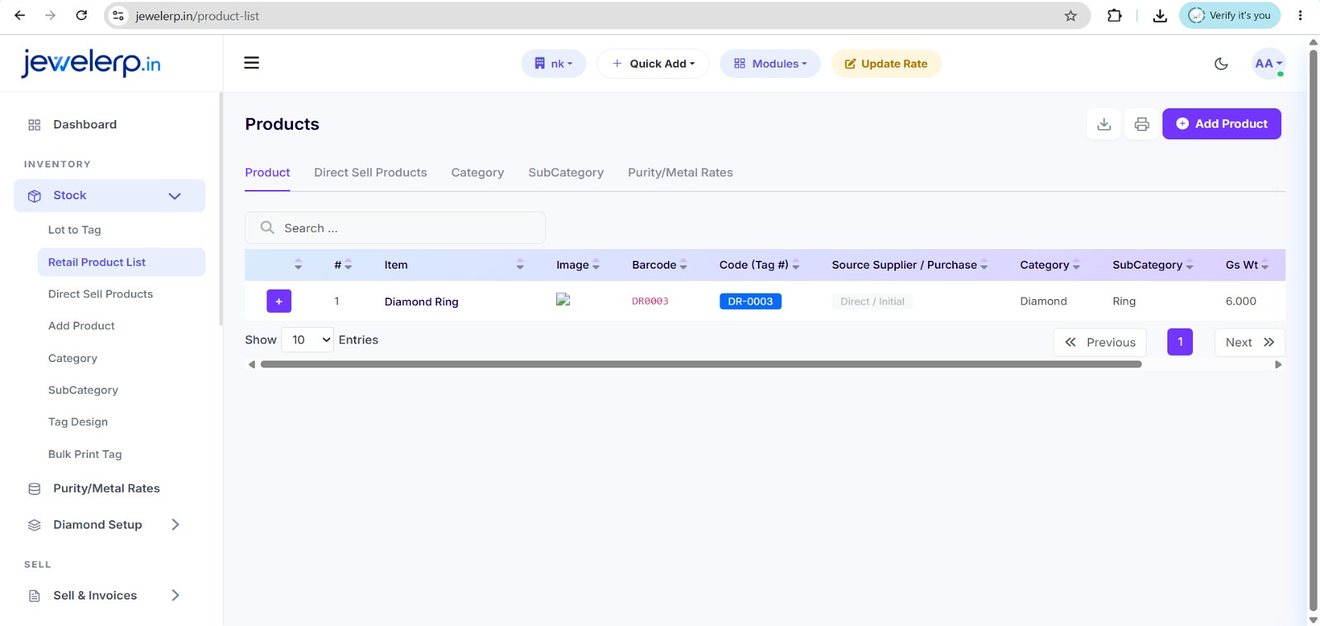 jewelerp.in/product-list
Verify it's you
jewelerp.in
nk
Quick Add
Modules
Update Rate
AA
Dashboard
INVENTORY
Stock
Lot to Tag
Retail Product List
Direct Sell Products
Add Product
Category
SubCategory
Tag Design
Bulk Print Tag
Purity/Metal Rates
Diamond Setup
SELL
Sell & Invoices
Products
Add Product
Product Direct Sell Products Category SubCategory Purity/Metal Rates
Search ...
# Item Image Barcode Code (Tag #) Source Supplier / Purchase Category SubCategory Gs Wt
+ 1 Diamond Ring DR0003 DR-0003 Direct / Initial Diamond Ring 6.000
Show 10 Entries
Previous 1 Next